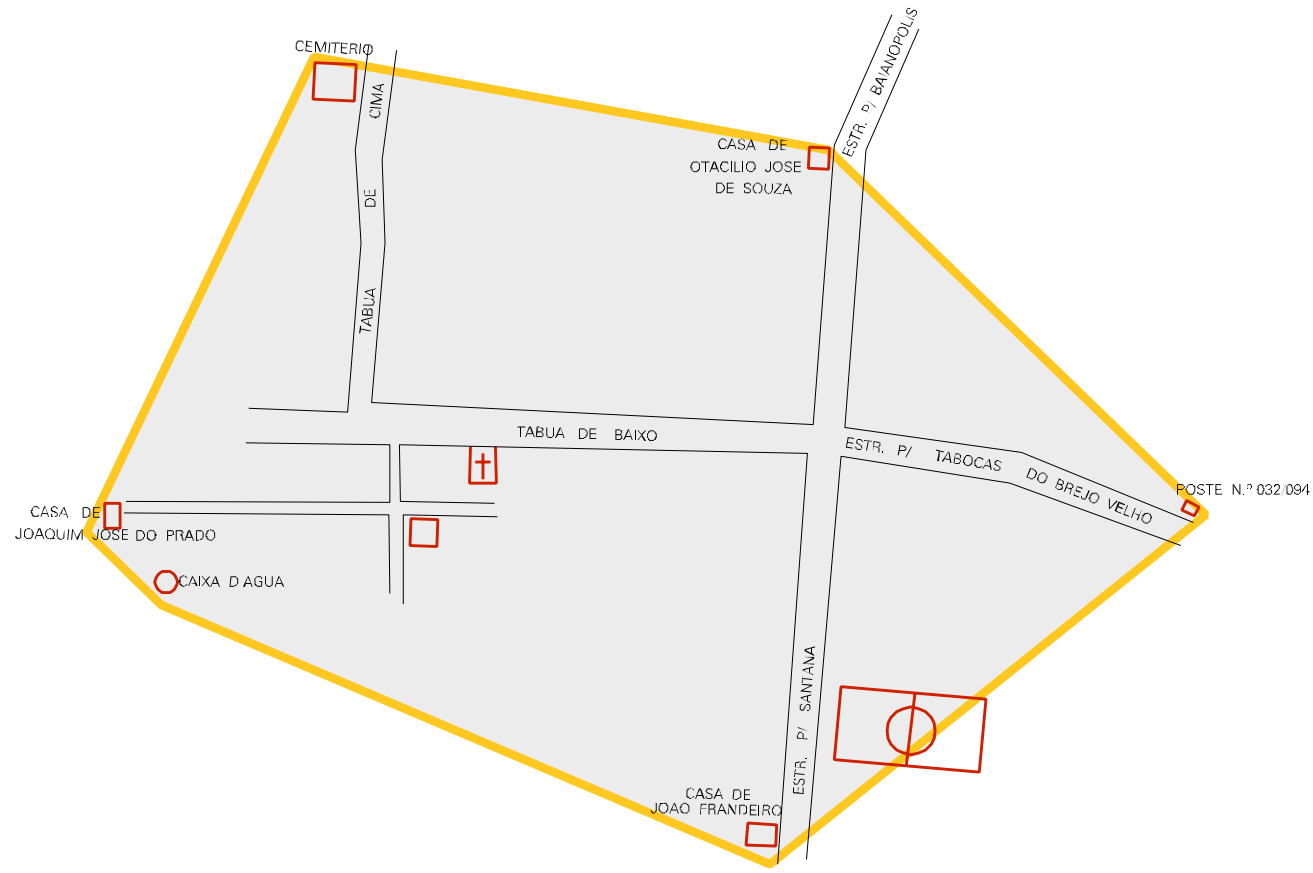 CEMITERIO
TABUA DE CIMA
ESTR. P/ BAIANOPOLIS
CASA DE
OTACILIO JOSE
DE SOUZA
TABUA DE BAIXO
ESTR. P/ TABOCAS DO BREJO VELHO
POSTE N.º 032/094
CASA DE
JOAQUIM JOSE DO PRADO
CAIXA D AGUA
ESTR. P/ SANTANA
CASA DE
JOAO FRANDEIRO